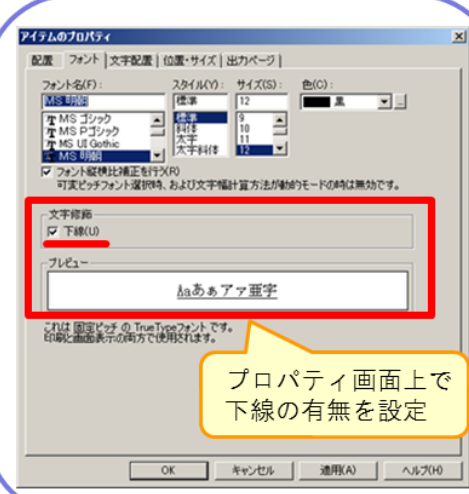 アイテムのプロパティ
配置 フォント 文字配置 位置・サイズ 出力ページ
フォント名(F): スタイル(Y): サイズ(S): 色(C):
MS 明朝 標準 12 黒 ...
MS ゴシック 標準 9
MS Pゴシック 斜体 10
MS UI Gothic 太字 11
MS 明朝 太字斜体 12
フォント縦横比補正を行う(R)
可変ピッチフォント選択時、および文字幅計算方法が動的モードの時は無効です。
文字修飾
下線(U)
プレビュー
Aaあぁアァ亜宇
これは 固定ピッチ の TrueTypeフォント です。
印刷と画面表示の両方で使用されます。
プロパティ画面上で
下線の有無を設定
OK キャンセル 適用(A) ヘルプ(H)